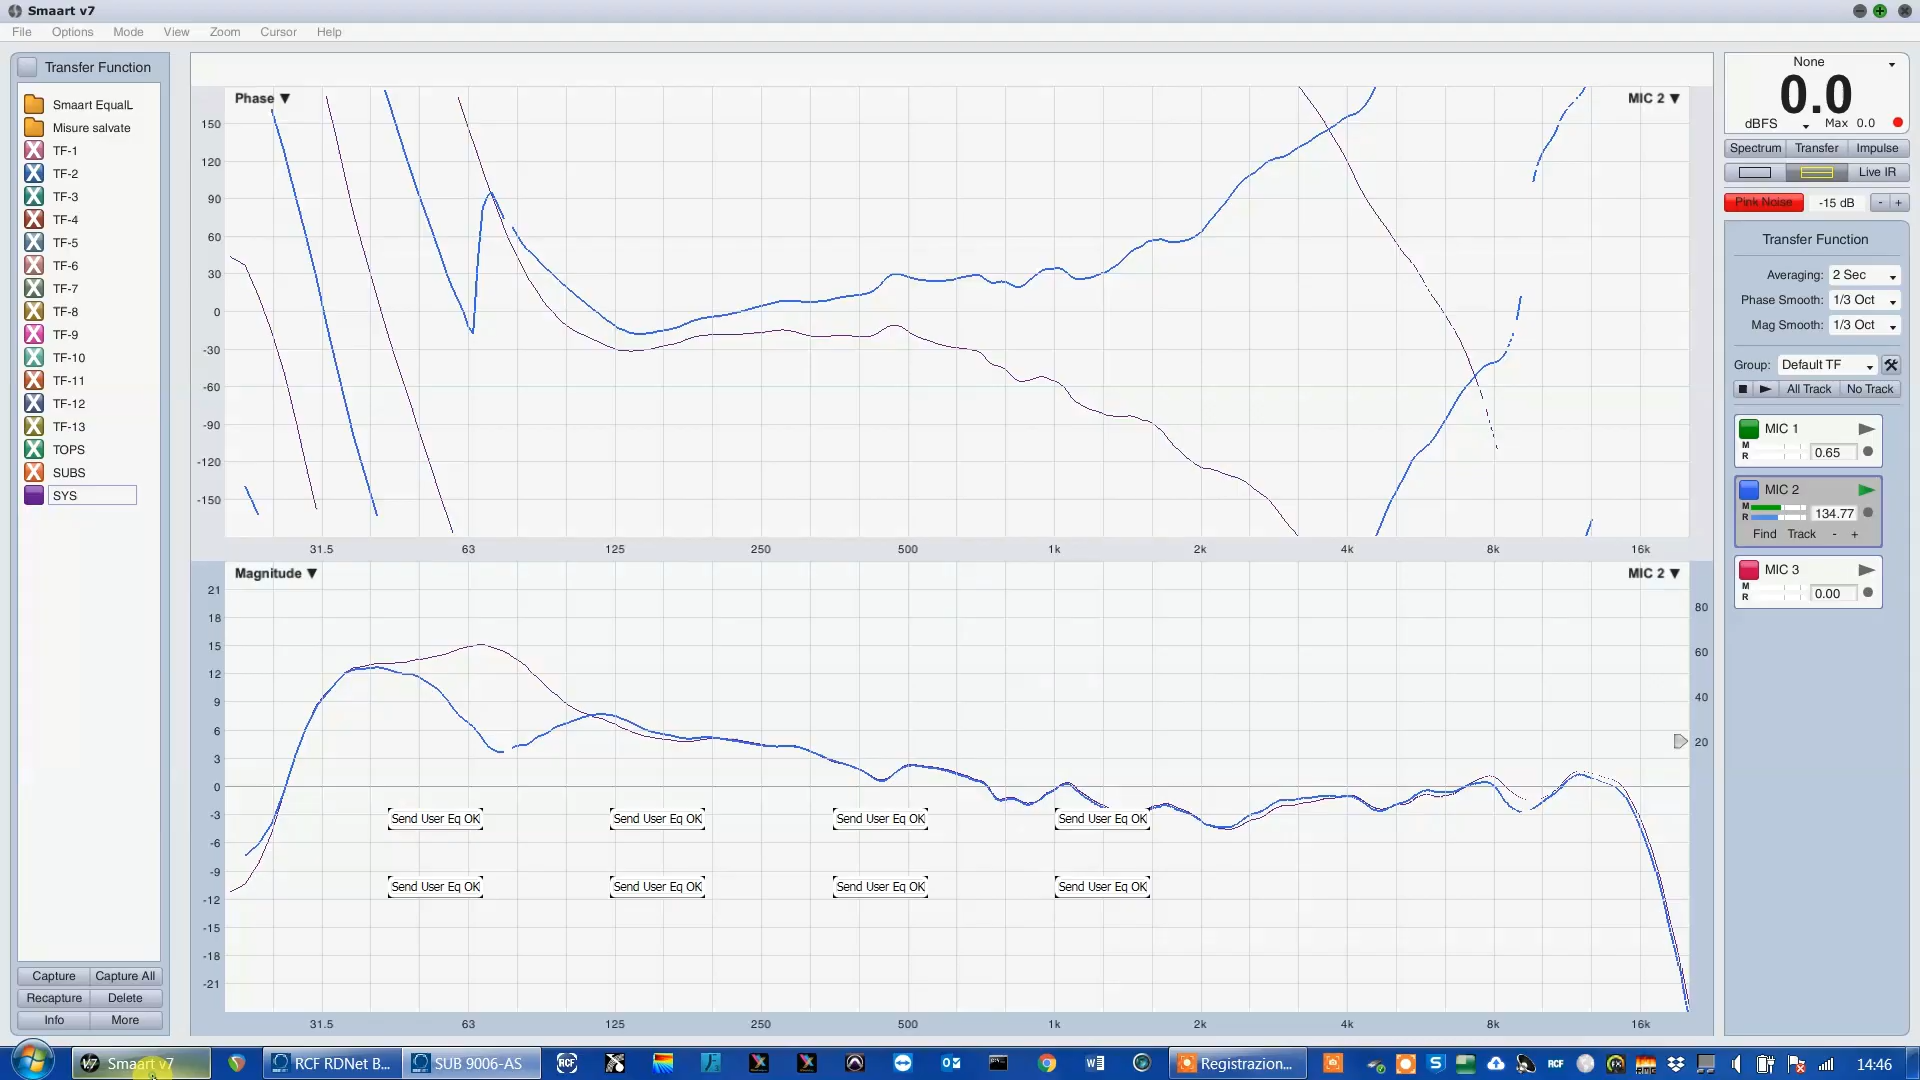 Smaart v7
File Options Mode View Zoom Cursor Help
Transfer Function
Smaart EqualL
Misure salvate
TF-1
TF-2
TF-3
TF-4
TF-5
TF-6
TF-7
TF-8
TF-9
TF-10
TF-11
TF-12
TF-13
TOPS
SUBS
SYS
Capture Capture All
Recapture Delete
Info More
Phase ▼ MIC 2 ▼
150
120
90
60
30
0
-30
-60
-90
-120
-150
31.5 63 125 250 500 1k 2k 4k 8k 16k
Magnitude ▼ MIC 2 ▼
21
18
15
12
9
6
3
0
-3
-6
-9
-12
-15
-18
-21
80
60
40
20
Send User Eq OK Send User Eq OK Send User Eq OK Send User Eq OK
Send User Eq OK Send User Eq OK Send User Eq OK Send User Eq OK
31.5 63 125 250 500 1k 2k 4k 8k 16k
None
0.0
dBFS Max 0.0
Spectrum Transfer Impulse
Live IR
Pink Noise -15 dB - +
Transfer Function
Averaging: 2 Sec
Phase Smooth: 1/3 Oct
Mag Smooth: 1/3 Oct
Group: Default TF
All Track No Track
MIC 1
M
R 0.65
MIC 2
M
R 134.77
Find Track - +
MIC 3
M
R 0.00
Smaart v7 RCF RDNet B... SUB 9006-AS RCF Registrazion... RCF 14:46